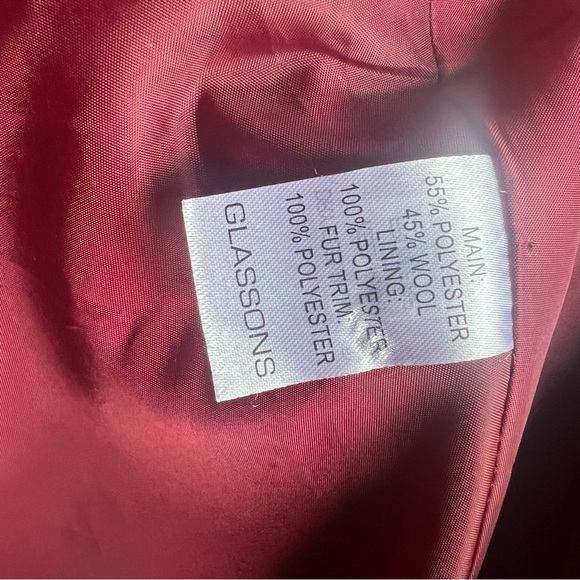 MAIN:
55% POLYESTER
45% WOOL
LINING:
100% POLYESTER
FUR TRIM:
100% POLYESTER
GLASSONS